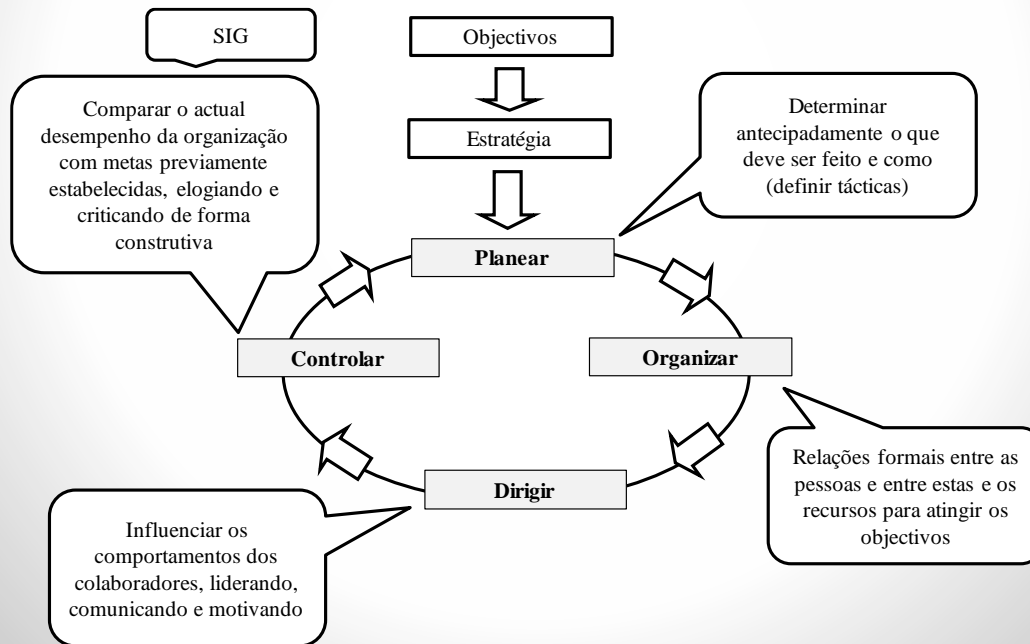 SIG
Objectivos
Comparar o actual
desempenho da organização
com metas previamente
estabelecidas, elogiando e
criticando de forma
construtiva
Estratégia
Determinar
antecipadamente o que
deve ser feito e como
(definir tácticas)
Planear
Controlar
Organizar
Dirigir
Relações formais entre as
pessoas e entre estas e os
recursos para atingir os
objectivos
Influenciar os
comportamentos dos
colaboradores, liderando,
comunicando e motivando